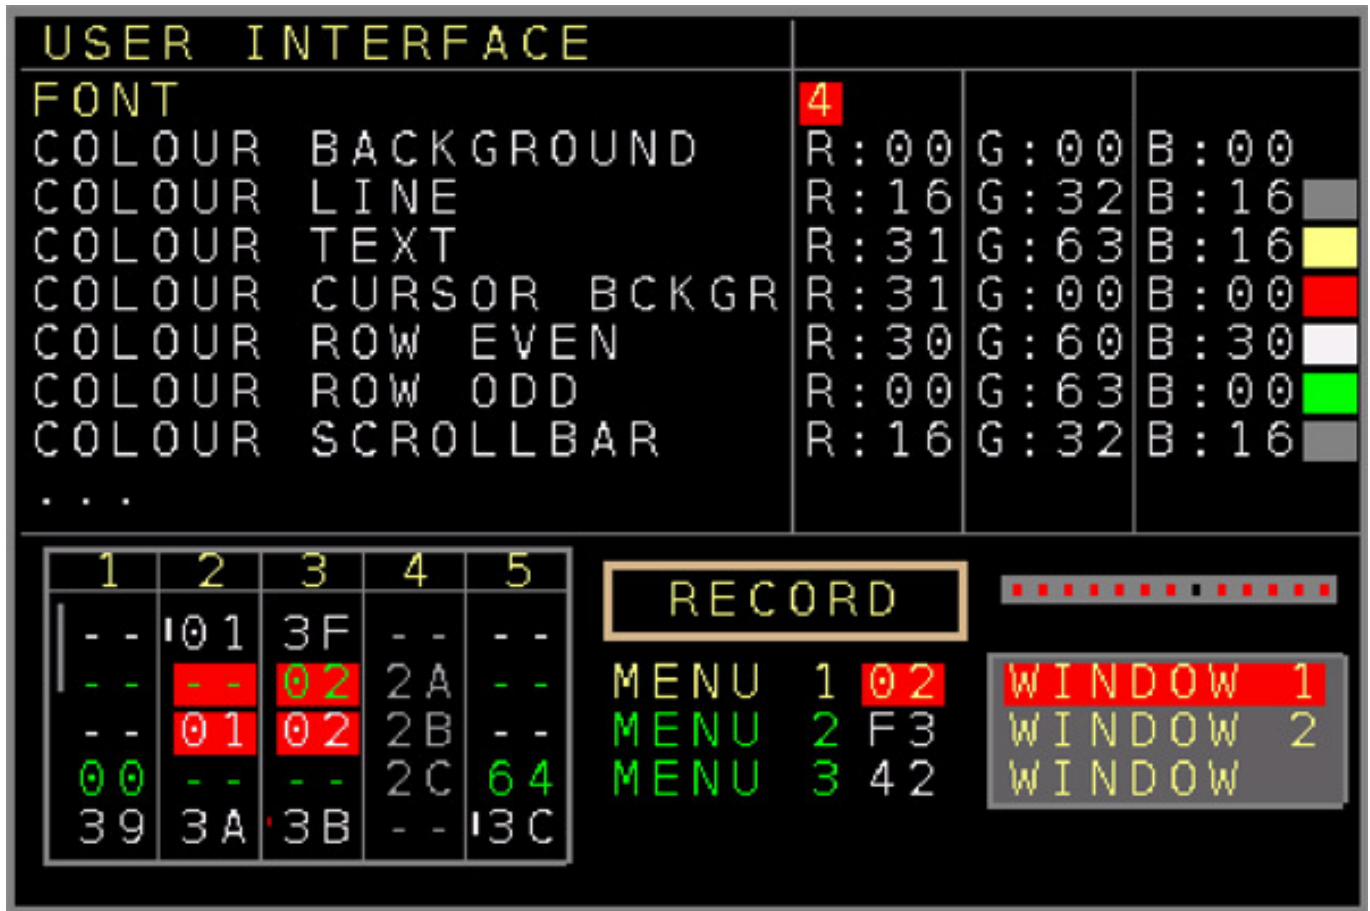 USER INTERFACE
FONT 4
COLOUR BACKGROUND R:00 G:00 B:00
COLOUR LINE R:16 G:32 B:16
COLOUR TEXT R:31 G:63 B:16
COLOUR CURSOR BCKGR R:31 G:00 B:00
COLOUR ROW EVEN R:30 G:60 B:30
COLOUR ROW ODD R:00 G:63 B:00
COLOUR SCROLLBAR R:16 G:32 B:16
...
1 2 3 4 5
-- 01 3F -- --
-- -- 02 2A --
-- 01 02 2B --
00 -- -- 2C 64
39 3A 3B -- 3C
RECORD
MENU 1 02
MENU 2 F3
MENU 3 42
WINDOW 1
WINDOW 2
WINDOW